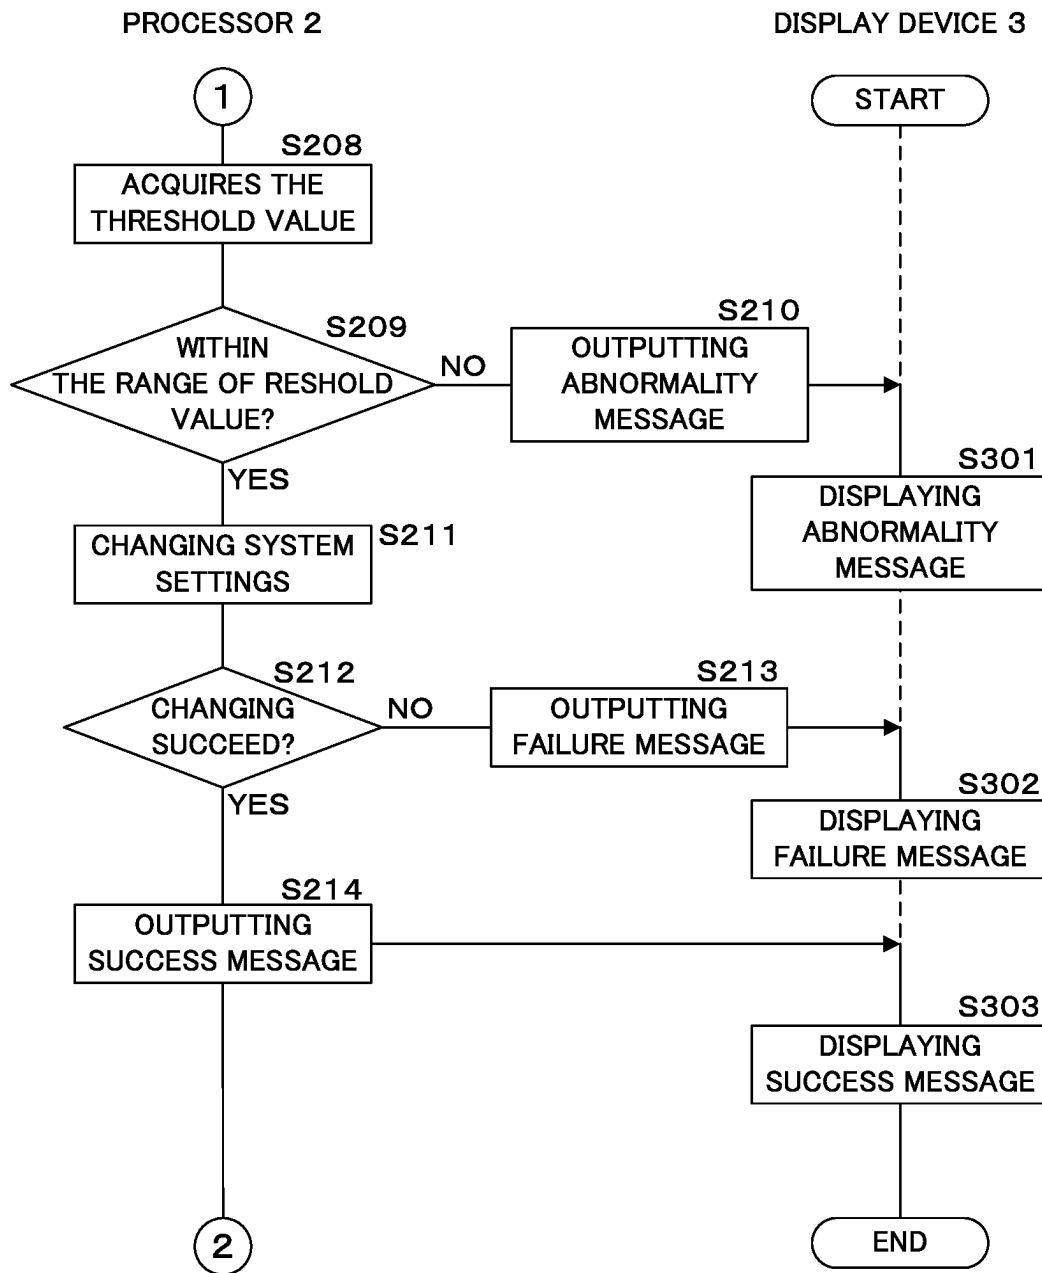 PROCESSOR 2
DISPLAY DEVICE 3
1
START
S208
ACQUIRES THE
THRESHOLD VALUE
S209
WITHIN
THE RANGE OF RESHOLD
VALUE?
NO
S210
OUTPUTTING
ABNORMALITY
MESSAGE
YES
S301
DISPLAYING
ABNORMALITY
MESSAGE
S211
CHANGING SYSTEM
SETTINGS
S212
CHANGING
SUCCEED?
NO
S213
OUTPUTTING
FAILURE MESSAGE
YES
S302
DISPLAYING
FAILURE MESSAGE
S214
OUTPUTTING
SUCCESS MESSAGE
S303
DISPLAYING
SUCCESS MESSAGE
2
END